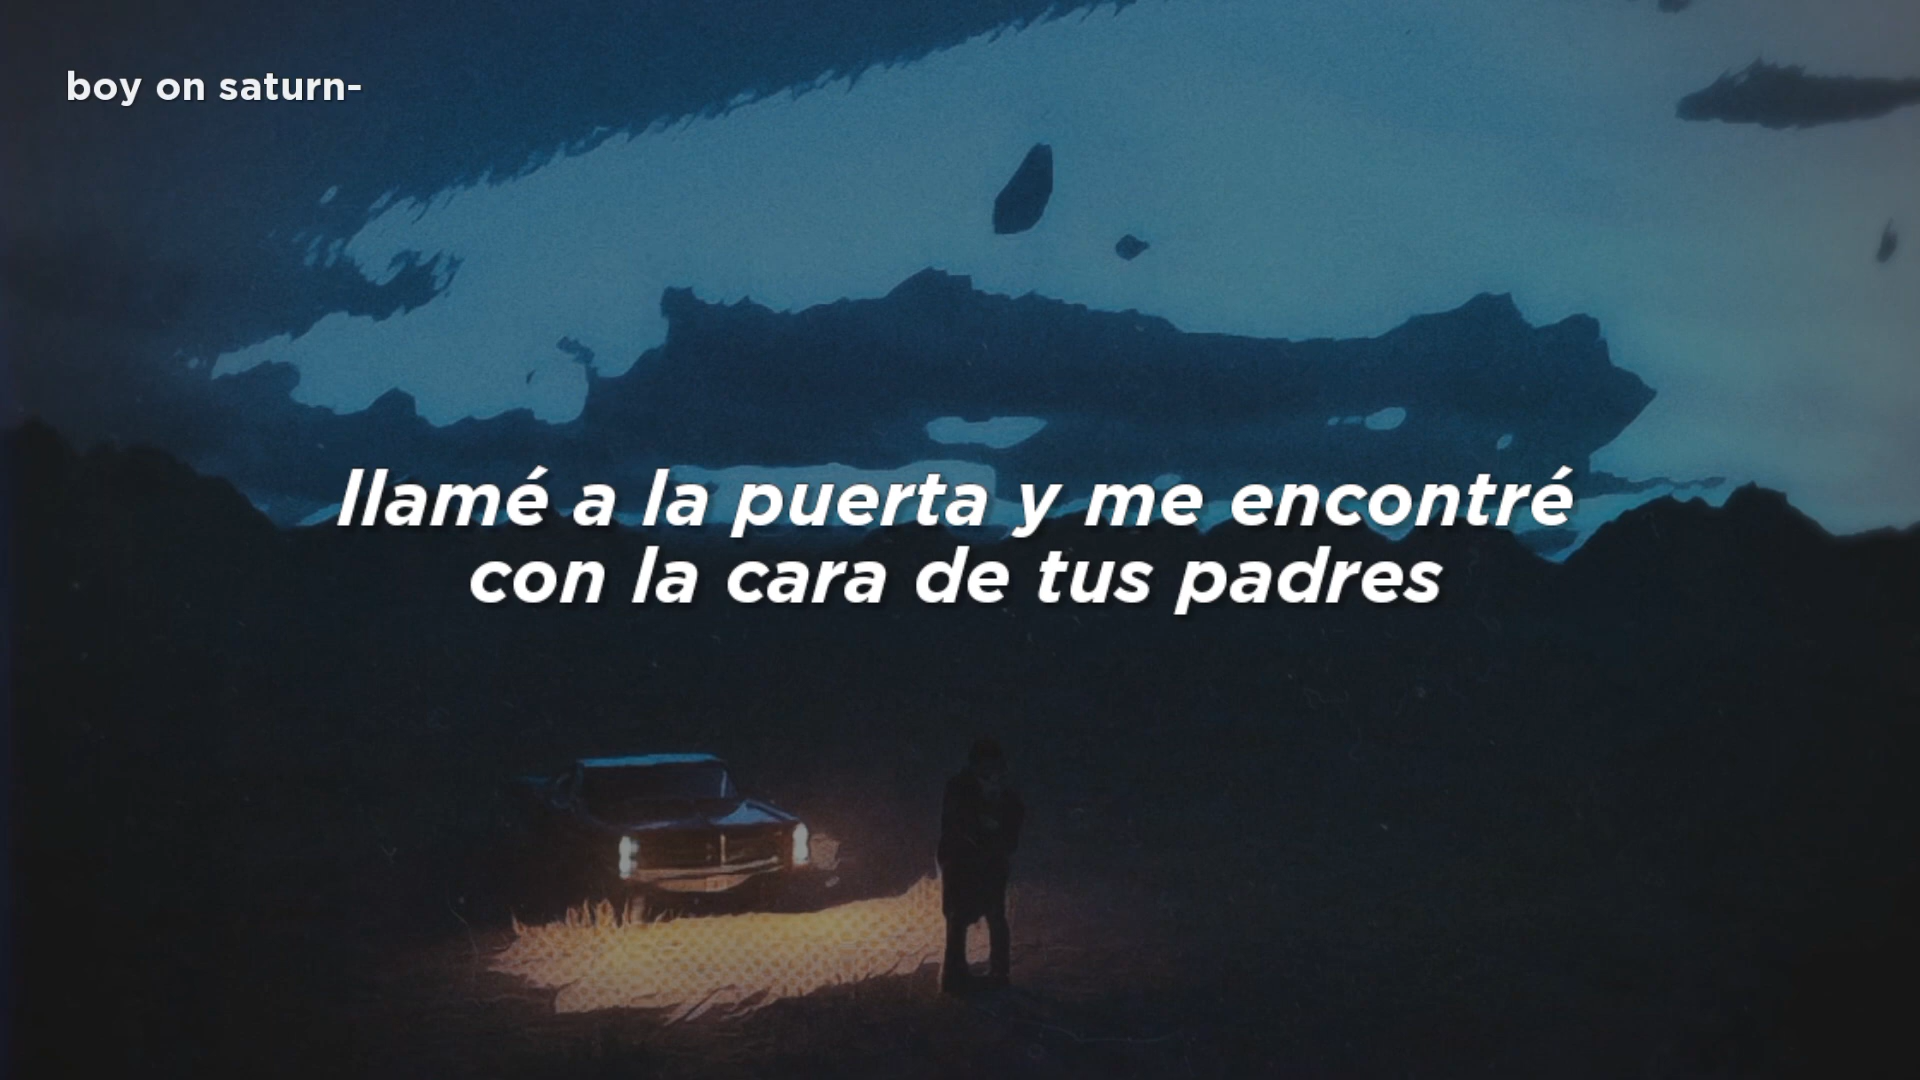 boy on saturn-
llamé a la puerta y me encontré
con la cara de tus padres